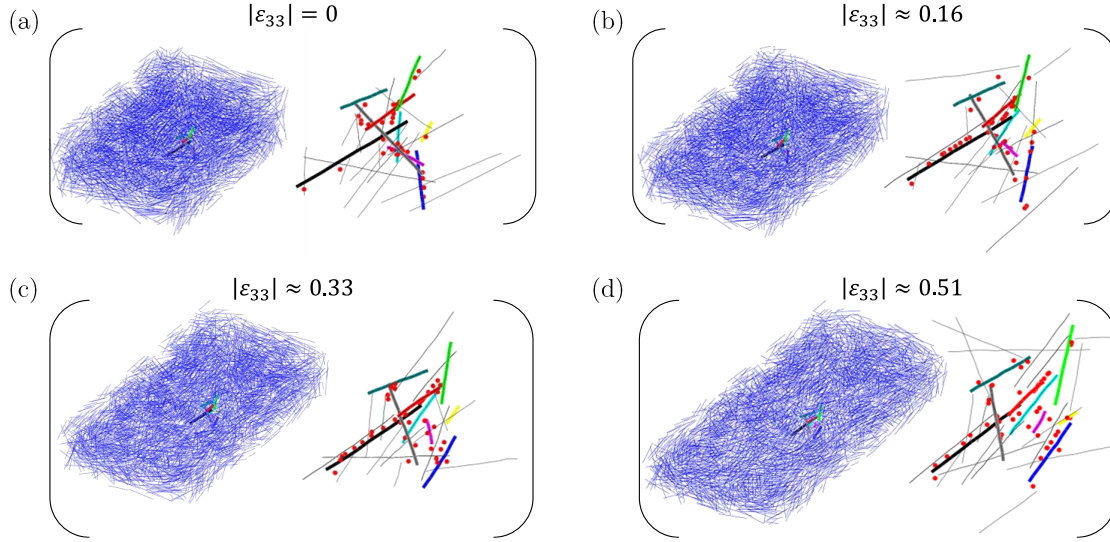 (a)
|ε₃₃| = 0
(b)
|ε₃₃| ≈ 0.16
(c)
|ε₃₃| ≈ 0.33
(d)
|ε₃₃| ≈ 0.51